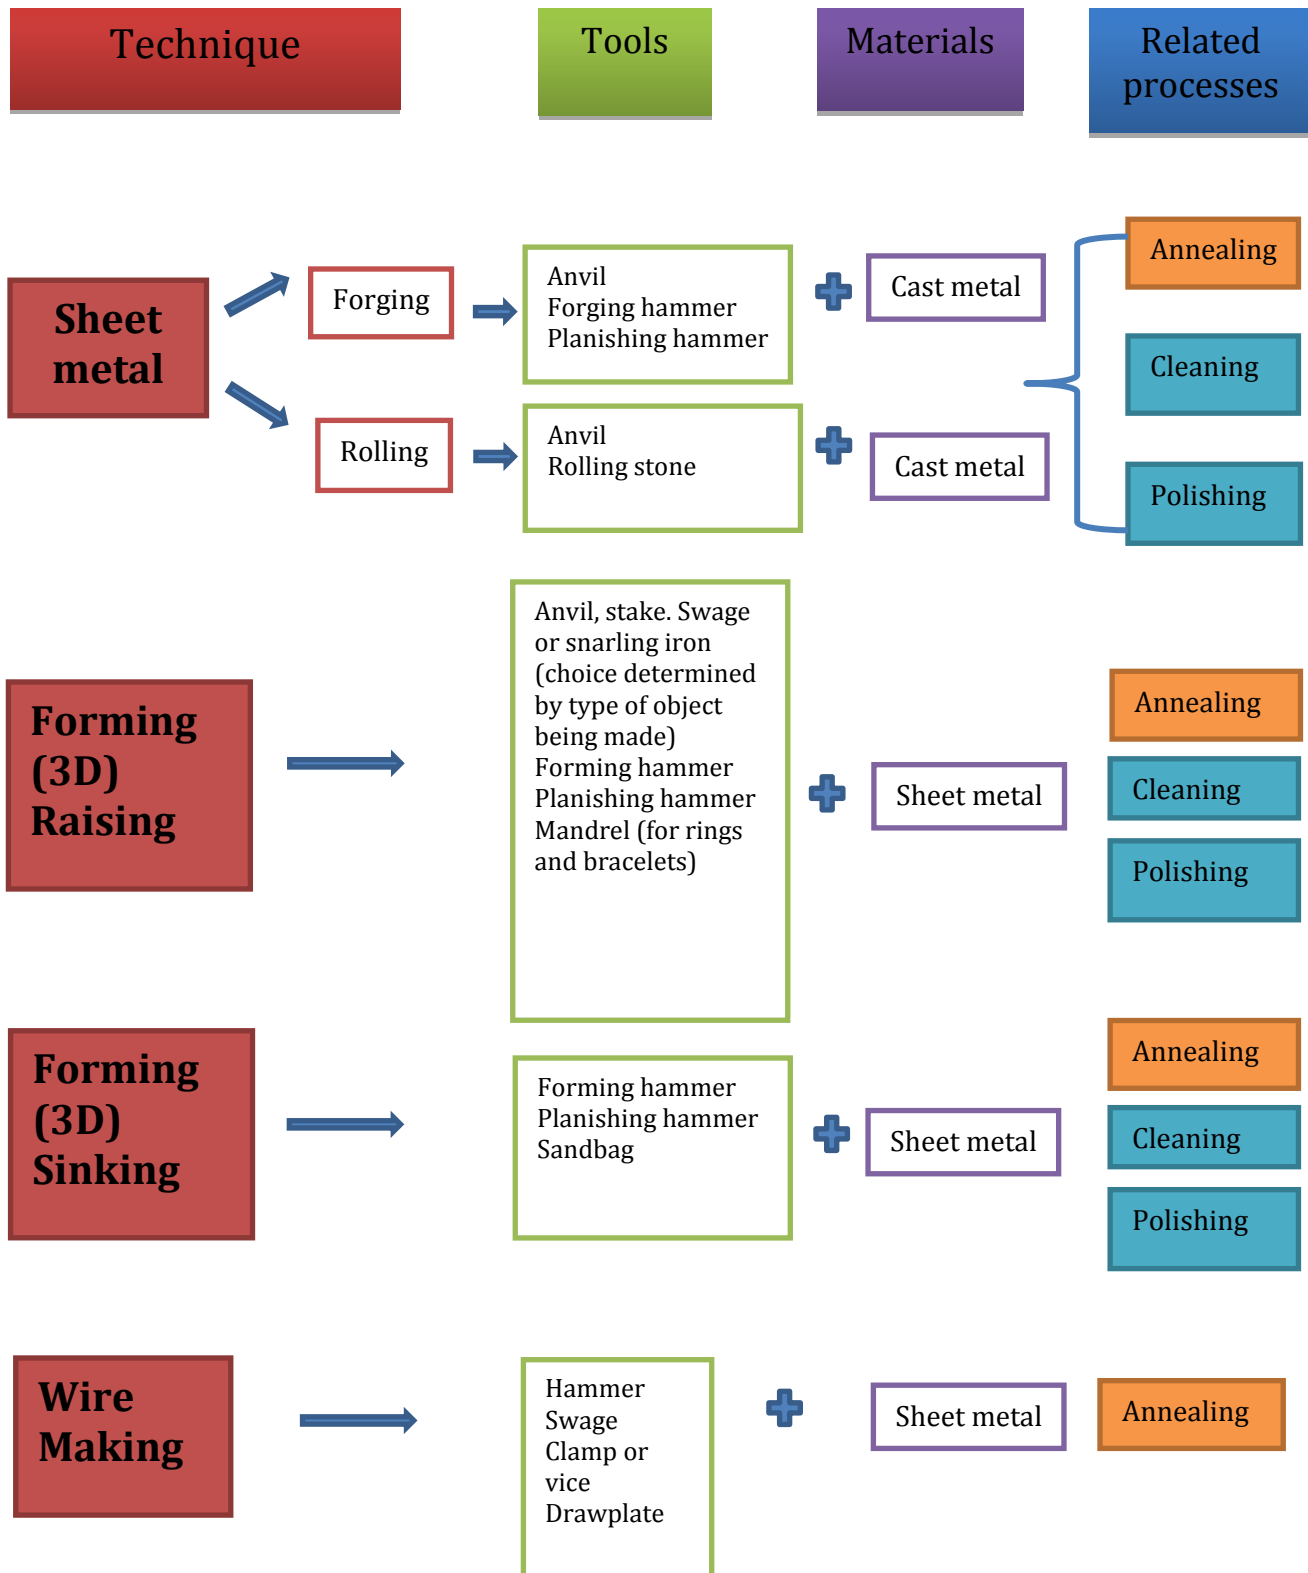 Technique
Tools
Materials
Related
processes
Sheet
metal
Forging
Anvil
Forging hammer
Planishing hammer
Cast metal
Rolling
Anvil
Rolling stone
Cast metal
Annealing
Cleaning
Polishing
Forming
(3D)
Raising
Anvil, stake. Swage
or snarling iron
(choice determined
by type of object
being made)
Forming hammer
Planishing hammer
Mandrel (for rings
and bracelets)
Sheet metal
Annealing
Cleaning
Polishing
Forming
(3D)
Sinking
Forming hammer
Planishing hammer
Sandbag
Sheet metal
Annealing
Cleaning
Polishing
Wire
Making
Hammer
Swage
Clamp or
vice
Drawplate
Sheet metal
Annealing